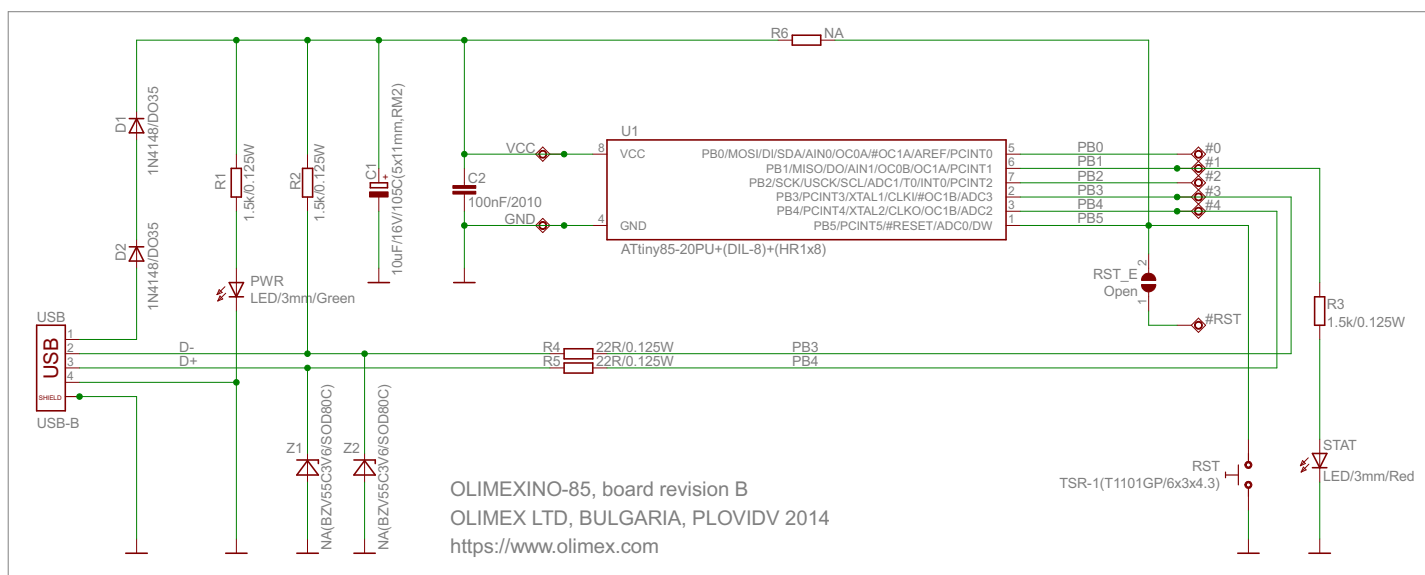 R6 NA
D1
1N4148/DO35
R1
1.5k/0.125W
R2
1.5k/0.125W
C1
+
10uF/16V/105C(5x11mm,RM2)
VCC
C2
100nF/2010
GND
U1
8 VCC PB0/MOSI/DI/SDA/AIN0/OC0A/#OC1A/AREF/PCINT0 5 PB0 #0
PB1/MISO/DO/AIN1/OC0B/OC1A/PCINT1 6 PB1 #1
PB2/SCK/USCK/SCL/ADC1/T0/INT0/PCINT2 7 PB2 #2
PB3/PCINT3/XTAL1/CLKI/#OC1B/ADC3 2 PB3 #3
PB4/PCINT4/XTAL2/CLKO/OC1B/ADC2 3 PB4 #4
4 GND PB5/PCINT5/#RESET/ADC0/DW 1 PB5
ATtiny85-20PU+(DIL-8)+(HR1x8)
D2
1N4148/DO35
PWR
LED/3mm/Green
RST_E
Open
2
1
#RST
R3
1.5k/0.125W
USB
USB
1
2
3
4
SHIELD
USB-B
D- R4 22R/0.125W PB3
D+ R5 22R/0.125W PB4
Z1
NA(BZV55C3V6/SOD80C)
Z2
NA(BZV55C3V6/SOD80C)
RST
TSR-1(T1101GP/6x3x4.3)
STAT
LED/3mm/Red
OLIMEXINO-85, board revision B
OLIMEX LTD, BULGARIA, PLOVIDV 2014
https://www.olimex.com